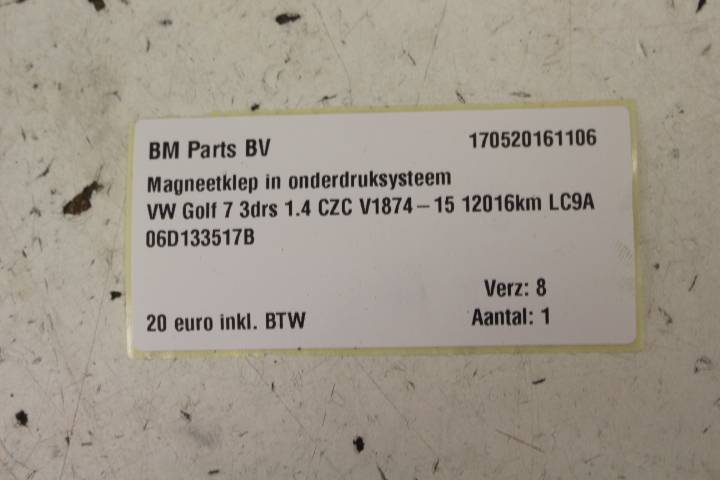 BM Parts BV 170520161106
Magneetklep in onderdruksysteem
VW Golf 7 3drs 1.4 CZC V1874-15 12016km LC9A
06D133517B
Verz: 8
20 euro inkl. BTW Aantal: 1